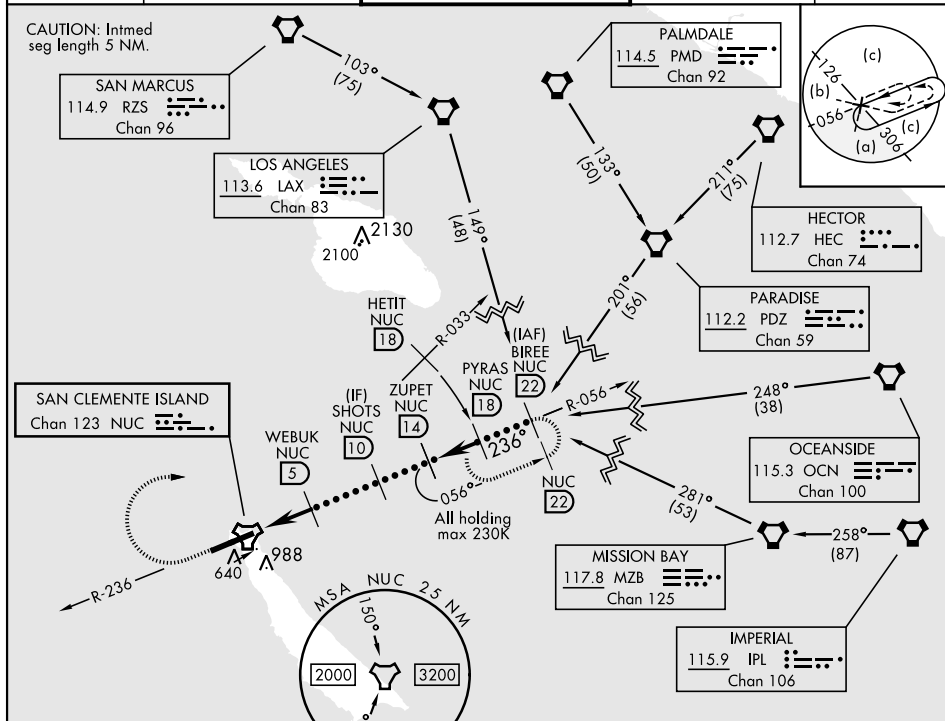 CAUTION: Intmed
seg length 5 NM.
SAN MARCUS
114.9 RZS
Chan 96
103°
(75)
LOS ANGELES
113.6 LAX
Chan 83
2130
2100
149°
(48)
PALMDALE
114.5 PMD
Chan 92
133°
(50)
211°
(75)
126
(c)
(b)
056
(a)
306
(c)
HECTOR
112.7 HEC
Chan 74
PARADISE
112.2 PDZ
Chan 59
201°
(56)
HETIT
NUC
18
R-033
(IAF)
BIREE
NUC
22
PYRAS
NUC
18
ZUPET
NUC
14
(IF)
SHOTS
NUC
10
WEBUK
NUC
5
R-056
248°
(38)
OCEANSIDE
115.3 OCN
Chan 100
SAN CLEMENTE ISLAND
Chan 123 NUC
236°
056°
All holding
max 230K
NUC
22
281°
(53)
258°
(87)
MISSION BAY
117.8 MZB
Chan 125
IMPERIAL
115.9 IPL
Chan 106
R-236
640
988
MSA NUC 25 NM
150°
2000
3200